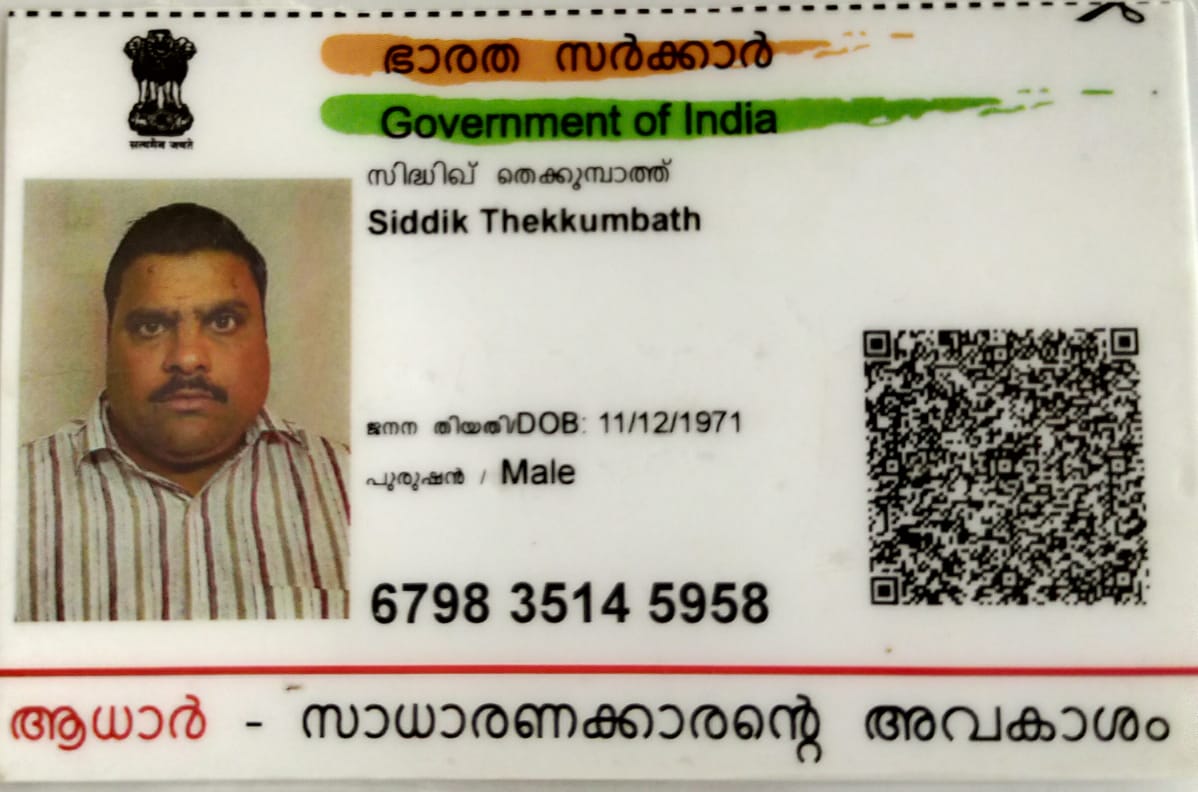 ഭാരത സർക്കാർ
Government of India
सत्यमेव जयते
സിദ്ധിഖ് തെക്കുമ്പാത്ത്
Siddik Thekkumbath
ജനന തിയതി/DOB: 11/12/1971
പുരുഷൻ / Male
6798 3514 5958
ആധാർ - സാധാരണക്കാരന്റെ അവകാശം